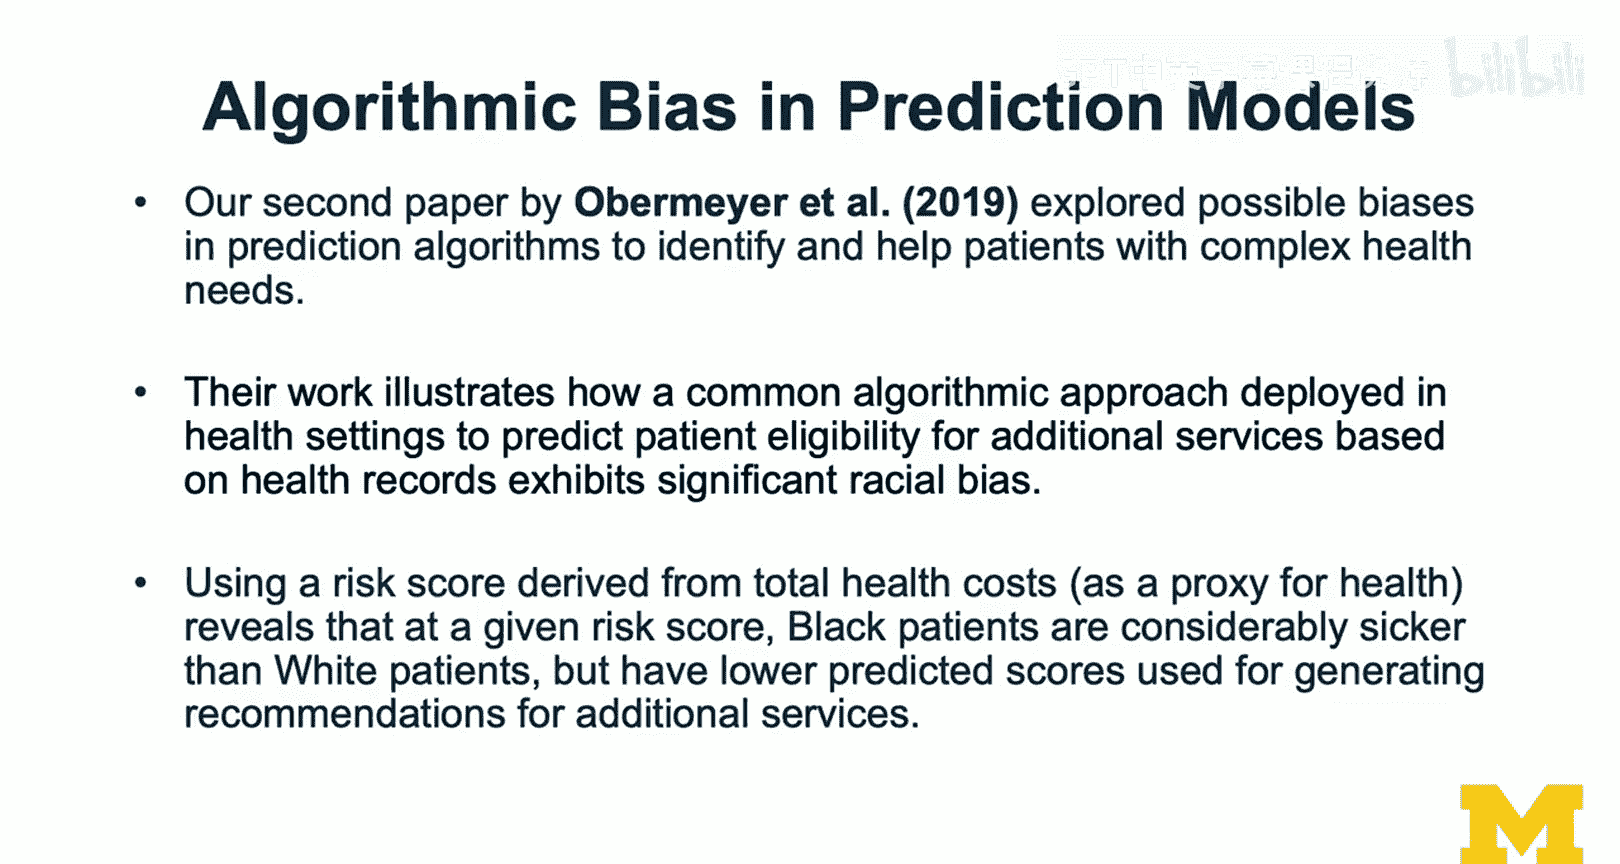 Algorithmic Bias in Prediction Models
bilibili
• Our second paper by Obermeyer et al. (2019) explored possible biases
in prediction algorithms to identify and help patients with complex health
needs.
• Their work illustrates how a common algorithmic approach deployed in
health settings to predict patient eligibility for additional services based
on health records exhibits significant racial bias.
• Using a risk score derived from total health costs (as a proxy for health)
reveals that at a given risk score, Black patients are considerably sicker
than White patients, but have lower predicted scores used for generating
recommendations for additional services.
M